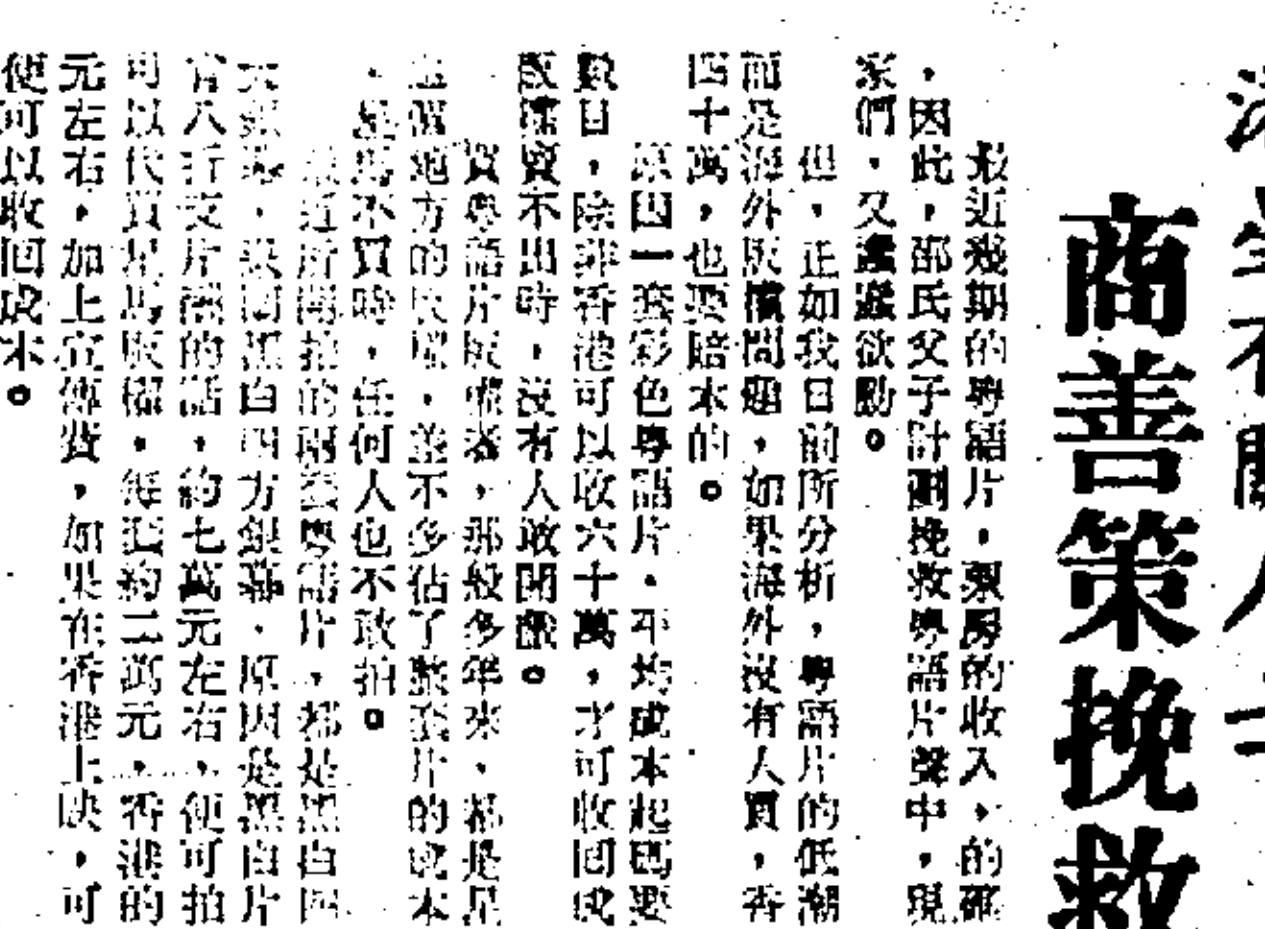 商善策挽救
最近幾期的粵語片,票房的收入,的確
,因此,邵氏父子計劃挽救粵語片聲中,現
家們,又蠢蠢欲動。
但,正如我日前所分析,粵語片的低潮
而是海外版權問題,如果海外沒有人買,香
四十萬,也要賠本的。
原因一套彩色粵語片,平均成本起碼要
數目,除非香港可以收六十萬,才可收回成
版權賣不出時,沒有人敢開戲。
買粵語片版權者,那般多年來,都是星
這個地方的版權,差不多佔了整套片的成本
,星馬不買時,任何人也不敢拍。
最近所開拍的兩套粵語片,都是黑白
,原因是黑白片
的話,約七萬元左右,便可拍
可以代買星馬版權,每套約二萬元,香港的
元左右,加上宣傳費,如果在香港上映,可
便可以收回成本。